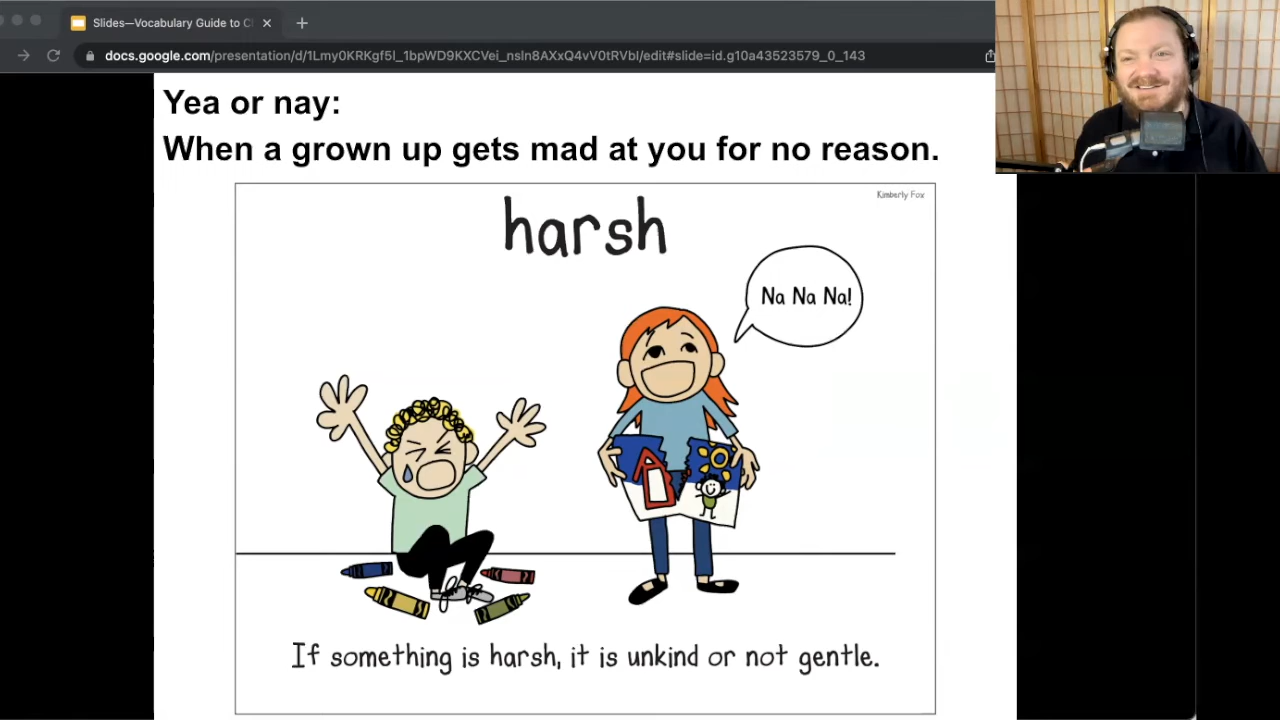 Slides—Vocabulary Guide to C
docs.google.com/presentation/d/1Lmy0KRKgf5I_1bpWD9KXCVei_nsIn8AXxQ4vV0tRVbI/edit#slide=id.g10a43523579_0_143
Yea or nay:
When a grown up gets mad at you for no reason.
Kimberly Fox
harsh
Na Na Na!
If something is harsh, it is unkind or not gentle.